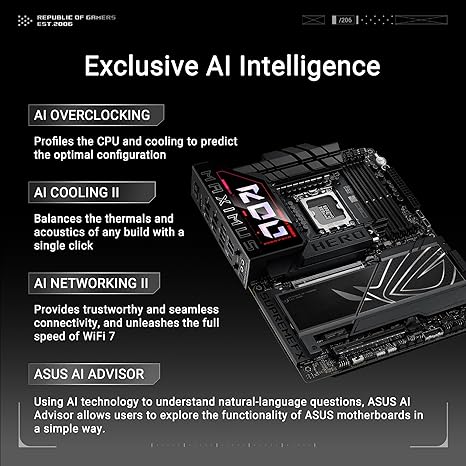 REPUBLIC OF GAMERS
EST.2006
/206
Exclusive AI Intelligence
AI OVERCLOCKING
Profiles the CPU and cooling to predict
the optimal configuration
AI COOLING II
Balances the thermals and
acoustics of any build with a
single click
AI NETWORKING II
Provides trustworthy and seamless
connectivity, and unleashes the full
speed of WiFi 7
ASUS AI ADVISOR
Using AI technology to understand natural-language questions, ASUS AI
Advisor allows users to explore the functionality of ASUS motherboards in
a simple way.
MAXIMUS
HERO